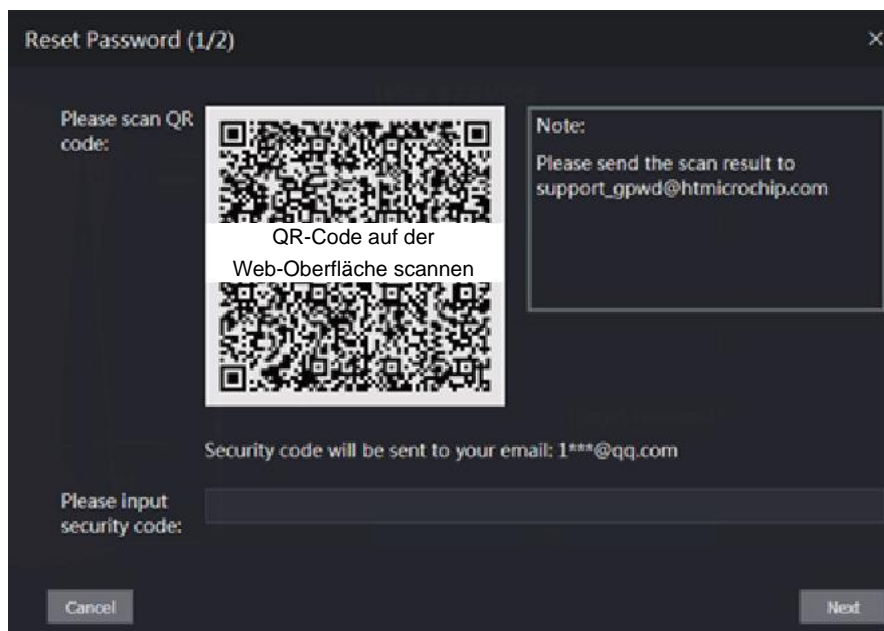 Reset Password (1/2)
Please scan QR
code:
QR-Code auf der
Web-Oberfläche scannen
Note:
Please send the scan result to
support_gpwd@htmicrochip.com
Security code will be sent to your email: 1***@qq.com
Please input
security code:
Cancel
Next